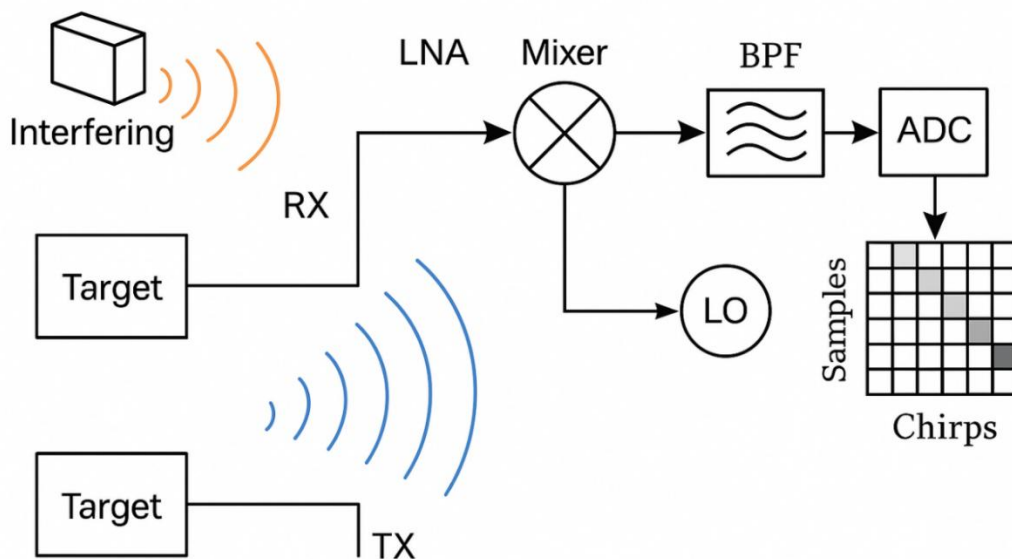 LNA
Mixer
BPF
Interfering
RX
ADC
Target
LO
Samples
Chirps
Target
TX